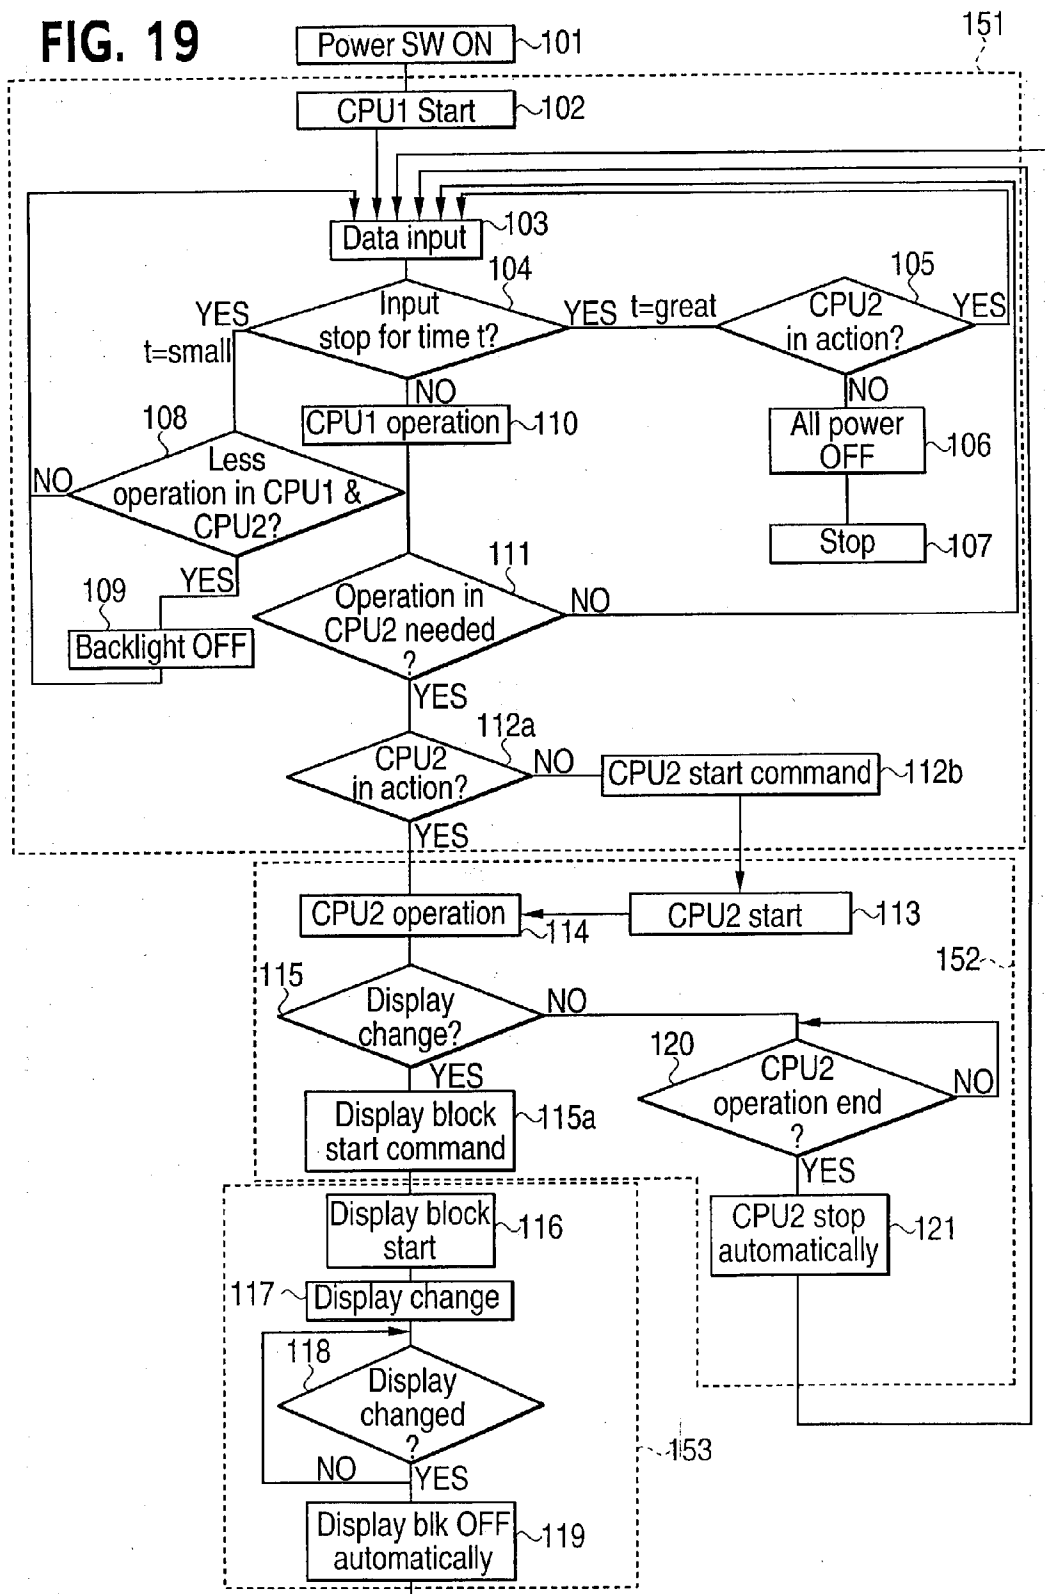 FIG. 19
Power SW ON
101
151
CPU1 Start
102
Data input
103
104
Input
stop for time t?
YES
t=small
YES t=great
105
CPU2
in action?
YES
NO
NO
CPU1 operation
110
All power
OFF
106
108
Less
operation in CPU1 &
CPU2?
NO
YES
Stop
107
109
Backlight OFF
111
Operation in
CPU2 needed
?
NO
YES
112a
CPU2
in action?
NO
CPU2 start command
112b
YES
CPU2 operation
114
CPU2 start
113
152
115
Display
change?
NO
YES
120
CPU2
operation end
?
NO
YES
Display block
start command
115a
Display block
start
116
CPU2 stop
automatically
121
117
Display change
118
Display
changed
?
NO
YES
153
Display blk OFF
automatically
119